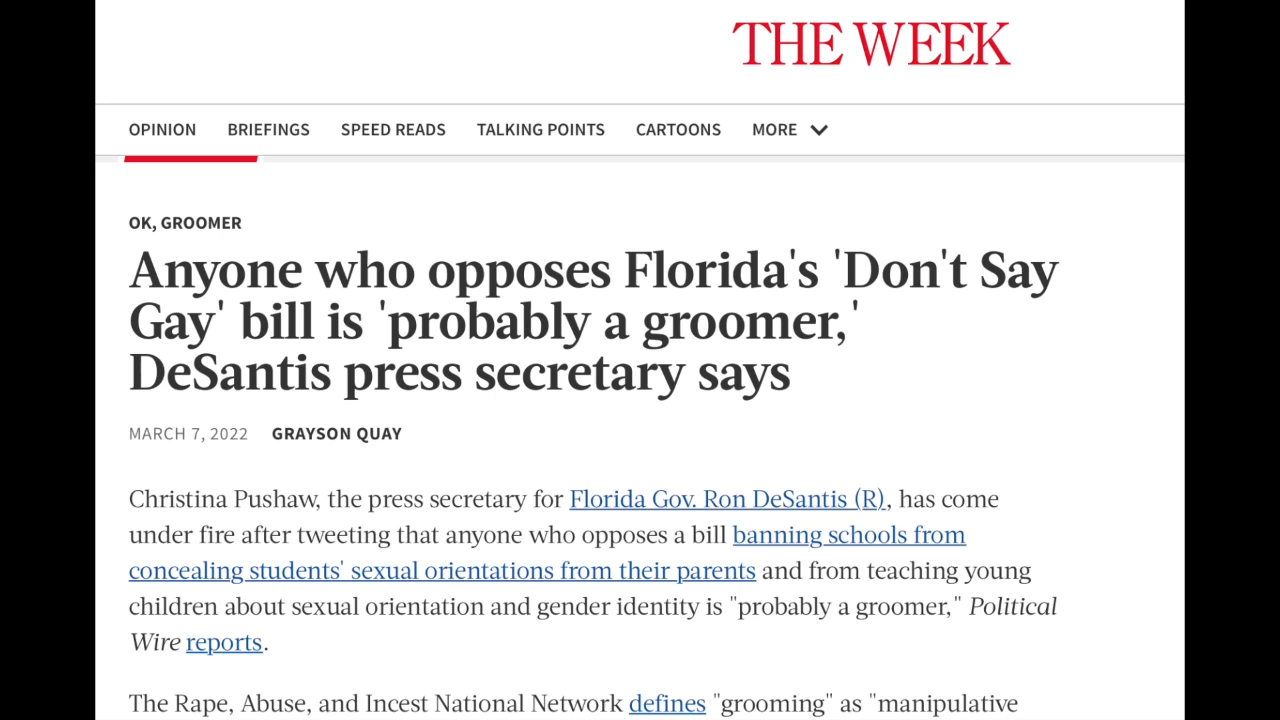 THE WEEK
OPINION BRIEFINGS SPEED READS TALKING POINTS CARTOONS MORE
OK, GROOMER
Anyone who opposes Florida's 'Don't Say
Gay' bill is 'probably a groomer,'
DeSantis press secretary says
MARCH 7, 2022 GRAYSON QUAY
Christina Pushaw, the press secretary for Florida Gov. Ron DeSantis (R), has come
under fire after tweeting that anyone who opposes a bill banning schools from
concealing students' sexual orientations from their parents and from teaching young
children about sexual orientation and gender identity is "probably a groomer," Political
Wire reports.
The Rape, Abuse, and Incest National Network defines "grooming" as "manipulative